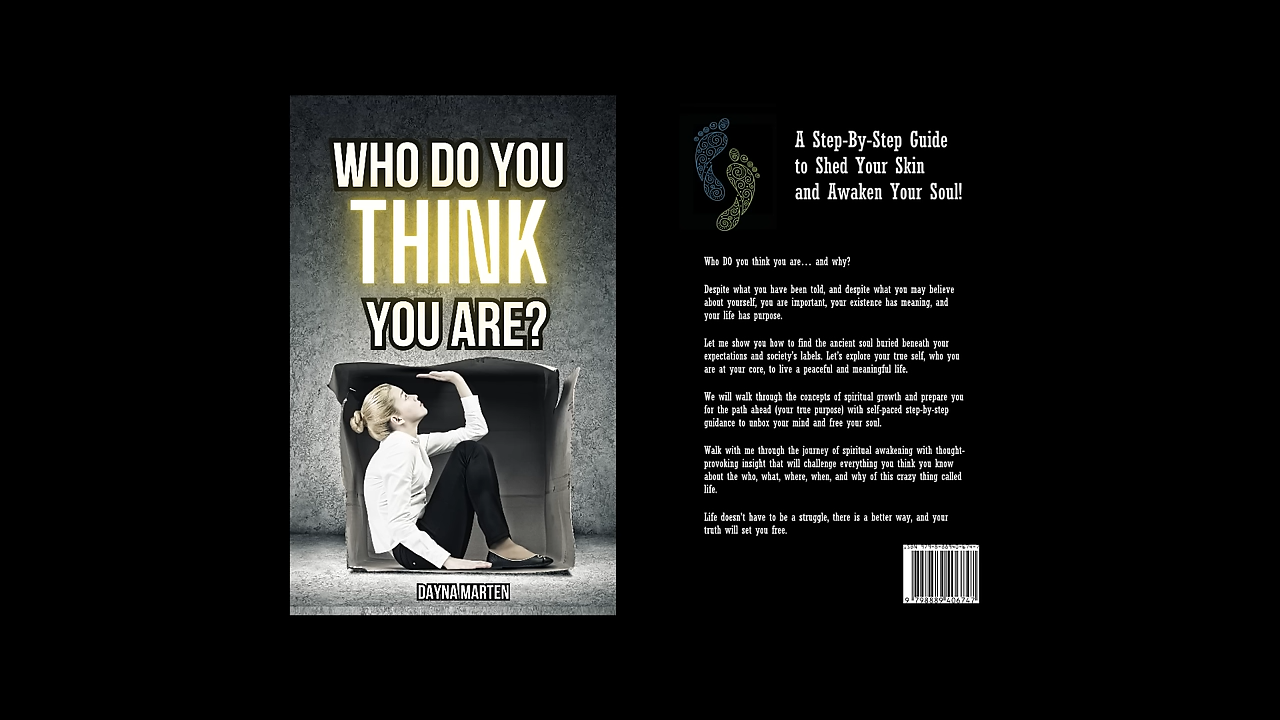 WHO DO YOU
THINK
YOU ARE?
DAYNA MARTEN
A Step-By-Step Guide
to Shed Your Skin
and Awaken Your Soul!
Who DO you think you are... and why?
Despite what you have been told, and despite what you may believe
about yourself, you are important, your existence has meaning, and
your life has purpose.
Let me show you how to find the ancient soul buried beneath your
expectations and society's labels. Let's explore your true self, who you
are at your core, to live a peaceful and meaningful life.
We will walk through the concepts of spiritual growth and prepare you
for the path ahead (your true purpose) with self-paced step-by-step
guidance to unbox your mind and free your soul.
Walk with me through the journey of spiritual awakening with thought-
provoking insight that will challenge everything you think you know
about the who, what, where, when, and why of this crazy thing called
life.
Life doesn't have to be a struggle, there is a better way, and your
truth will set you free.
9 798889 406747